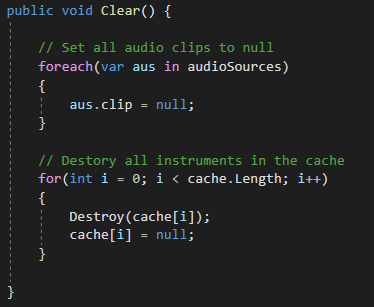 public void Clear() {
// Set all audio clips to null
foreach(var aus in audioSources)
{
aus.clip = null;
}
// Destory all instruments in the cache
for(int i = 0; i < cache.Length; i++)
{
Destroy(cache[i]);
cache[i] = null;
}
}